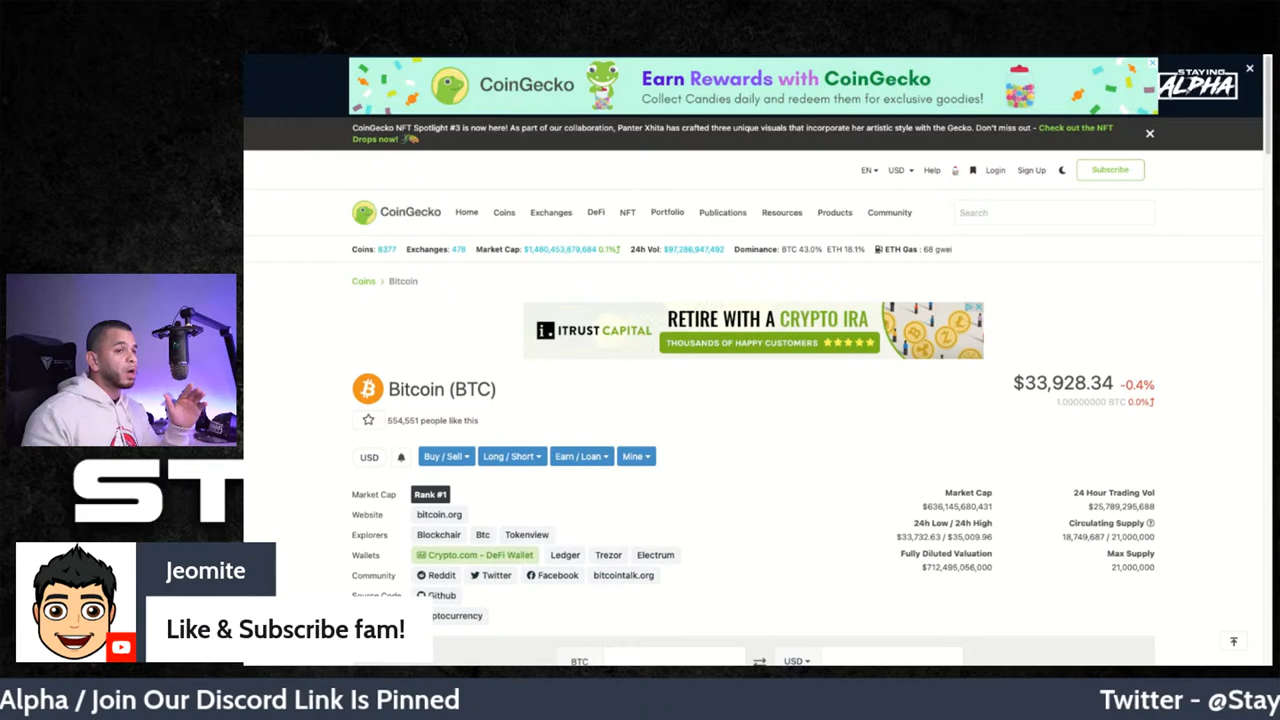 CoinGecko
Earn Rewards with CoinGecko
Collect Candies daily and redeem them for exclusive goodies!
STAYING
ALPHA
CoinGecko NFT Spotlight #3 is now here! As part of our collaboration, Panter Xhita has crafted three unique visuals that incorporate her artistic style with the Gecko. Don't miss out - Check out the NFT
Drops now!
EN USD Help Login Sign Up Subscribe
CoinGecko Home Coins Exchanges DeFi NFT Portfolio Publications Resources Products Community Search
Coins: 8377 Exchanges: 478 Market Cap: $1,480,453,879,684 0.1% 24h Vol: $97,286,947,492 Dominance: BTC 43.0% ETH 18.1% ETH Gas : 68 gwei
Coins > Bitcoin
i. ITRUST CAPITAL
RETIRE WITH A CRYPTO IRA
THOUSANDS OF HAPPY CUSTOMERS
Bitcoin (BTC)
$33,928.34 -0.4%
1.00000000 BTC 0.0%
554,551 people like this
USD Buy / Sell Long / Short Earn / Loan Mine
Market Cap Rank #1
Website bitcoin.org
Explorers Blockchair Btc Tokenview
Wallets Crypto.com - DeFi Wallet Ledger Trezor Electrum
Community Reddit Twitter Facebook bitcointalk.org
Source Code Github
ptocurrency
Market Cap
$636,145,680,431
24h Low / 24h High
$33,732.63 / $35,009.96
Fully Diluted Valuation
$712,495,056,000
24 Hour Trading Vol
$25,789,295,688
Circulating Supply
18,749,687 / 21,000,000
Max Supply
21,000,000
BTC USD
ST
Jeomite
Like & Subscribe fam!
Alpha / Join Our Discord Link Is Pinned
Twitter - @Stay